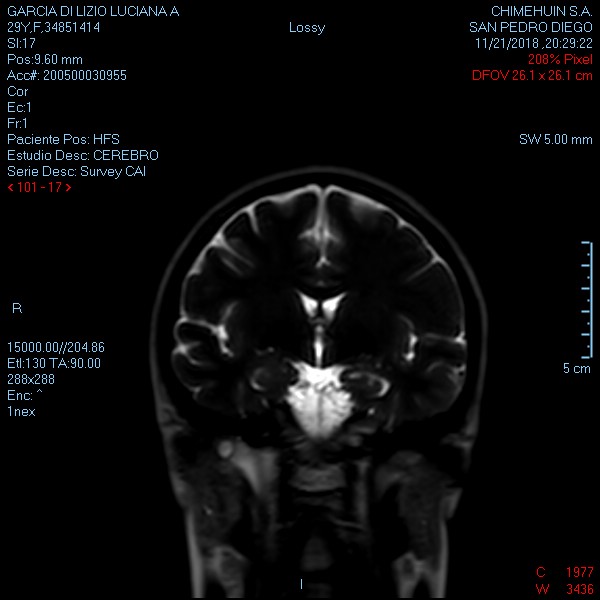 GARCIA DI LIZIO LUCIANA A
29Y,F,34851414
Sl:17
Pos:9.60 mm
Acc#: 200500030955
Cor
Ec:1
Fr:1
Paciente Pos: HFS
Estudio Desc: CEREBRO
Serie Desc: Survey CAI
< 101 - 17 >
Lossy
CHIMEHUIN S.A.
SAN PEDRO DIEGO
11/21/2018 ,20:29:22
208% Pixel
DFOV 26.1 x 26.1 cm
SW 5.00 mm
R
15000.00//204.86
Etl:130 TA:90.00
288x288
Enc: ^
1nex
5 cm
I
C 1977
W 3436